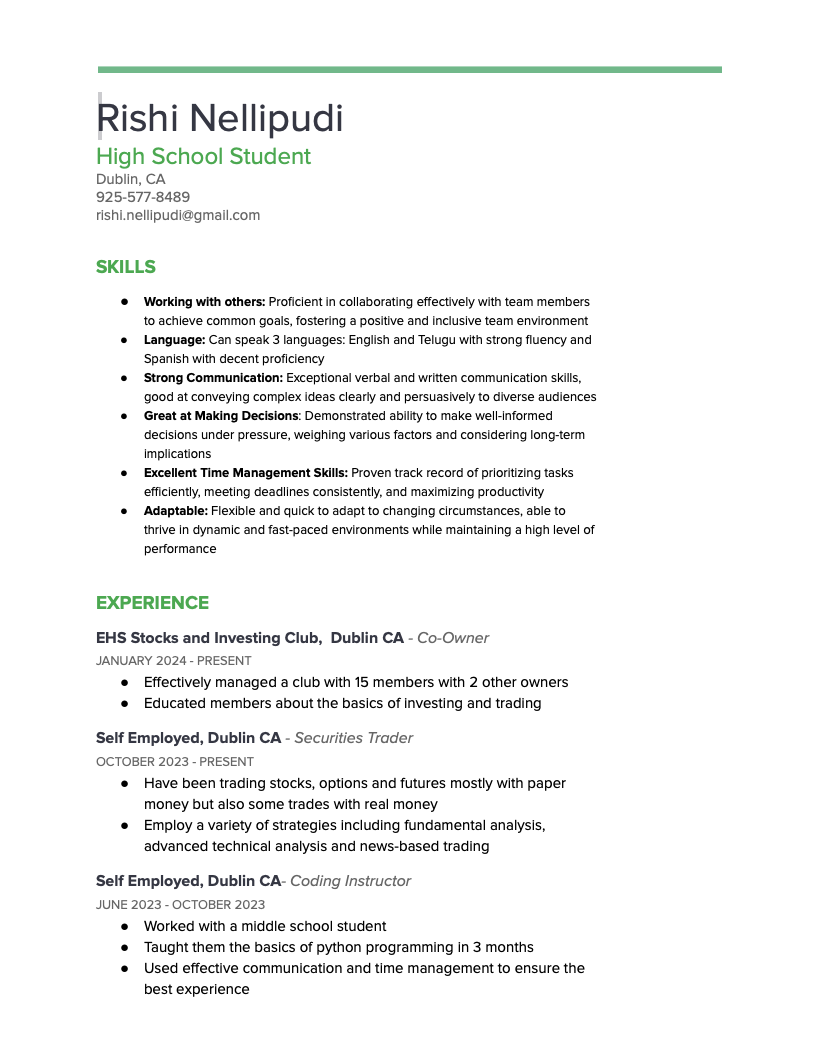 Rishi Nellipudi
High School Student
Dublin, CA
925-577-8489
rishi.nellipudi@gmail.com
SKILLS
● Working with others: Proficient in collaborating effectively with team members
to achieve common goals, fostering a positive and inclusive team environment
● Language: Can speak 3 languages: English and Telugu with strong fluency and
Spanish with decent proficiency
● Strong Communication: Exceptional verbal and written communication skills,
good at conveying complex ideas clearly and persuasively to diverse audiences
● Great at Making Decisions: Demonstrated ability to make well-informed
decisions under pressure, weighing various factors and considering long-term
implications
● Excellent Time Management Skills: Proven track record of prioritizing tasks
efficiently, meeting deadlines consistently, and maximizing productivity
● Adaptable: Flexible and quick to adapt to changing circumstances, able to
thrive in dynamic and fast-paced environments while maintaining a high level of
performance
EXPERIENCE
EHS Stocks and Investing Club,  Dublin CA - Co-Owner
JANUARY 2024 - PRESENT
● Effectively managed a club with 15 members with 2 other owners
● Educated members about the basics of investing and trading
Self Employed, Dublin CA - Securities Trader
OCTOBER 2023 - PRESENT
● Have been trading stocks, options and futures mostly with paper
money but also some trades with real money
● Employ a variety of strategies including fundamental analysis,
advanced technical analysis and news-based trading
Self Employed, Dublin CA- Coding Instructor
JUNE 2023 - OCTOBER 2023
● Worked with a middle school student
● Taught them the basics of python programming in 3 months
● Used effective communication and time management to ensure the
best experience